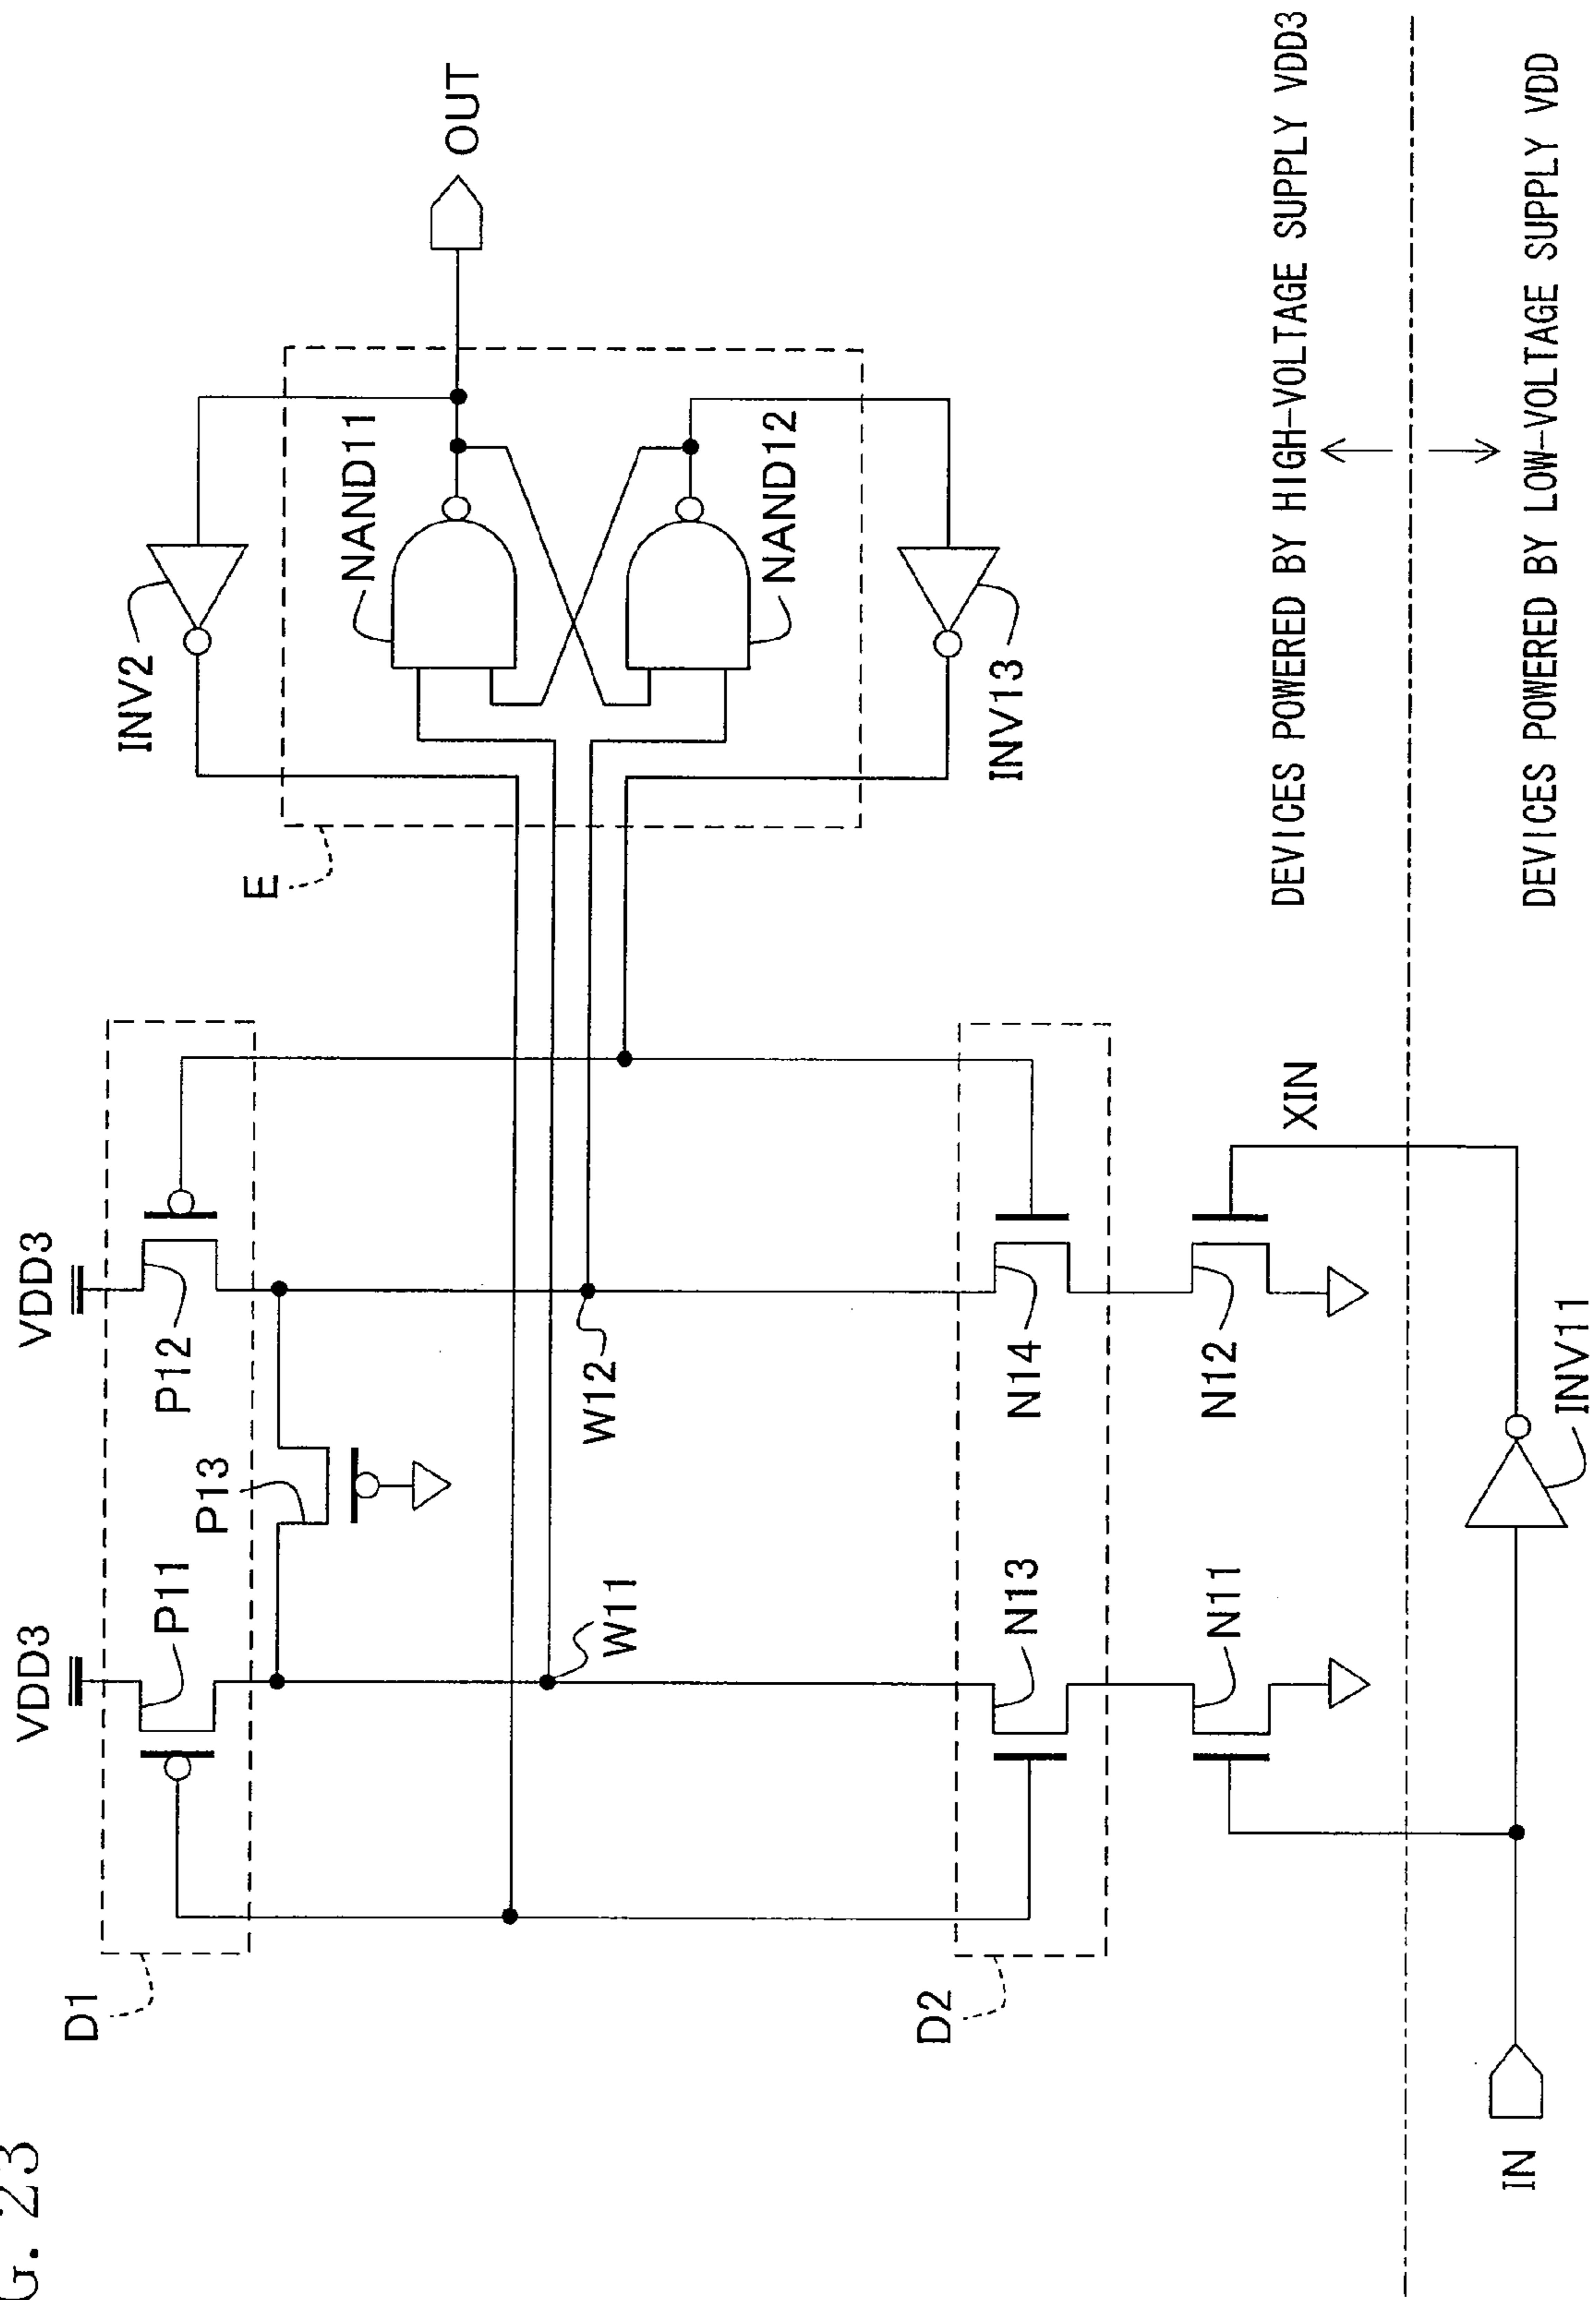 G. 23
VDD3
VDD3
D1
P11
P12
P13
INV2
OUT
E
NAND11
NAND12
W11
W12
INV13
D2
N13
N14
N11
N12
XIN
DEVICES POWERED BY HIGH-VOLTAGE SUPPLY VDD3
DEVICES POWERED BY LOW-VOLTAGE SUPPLY VDD
IN
INV11